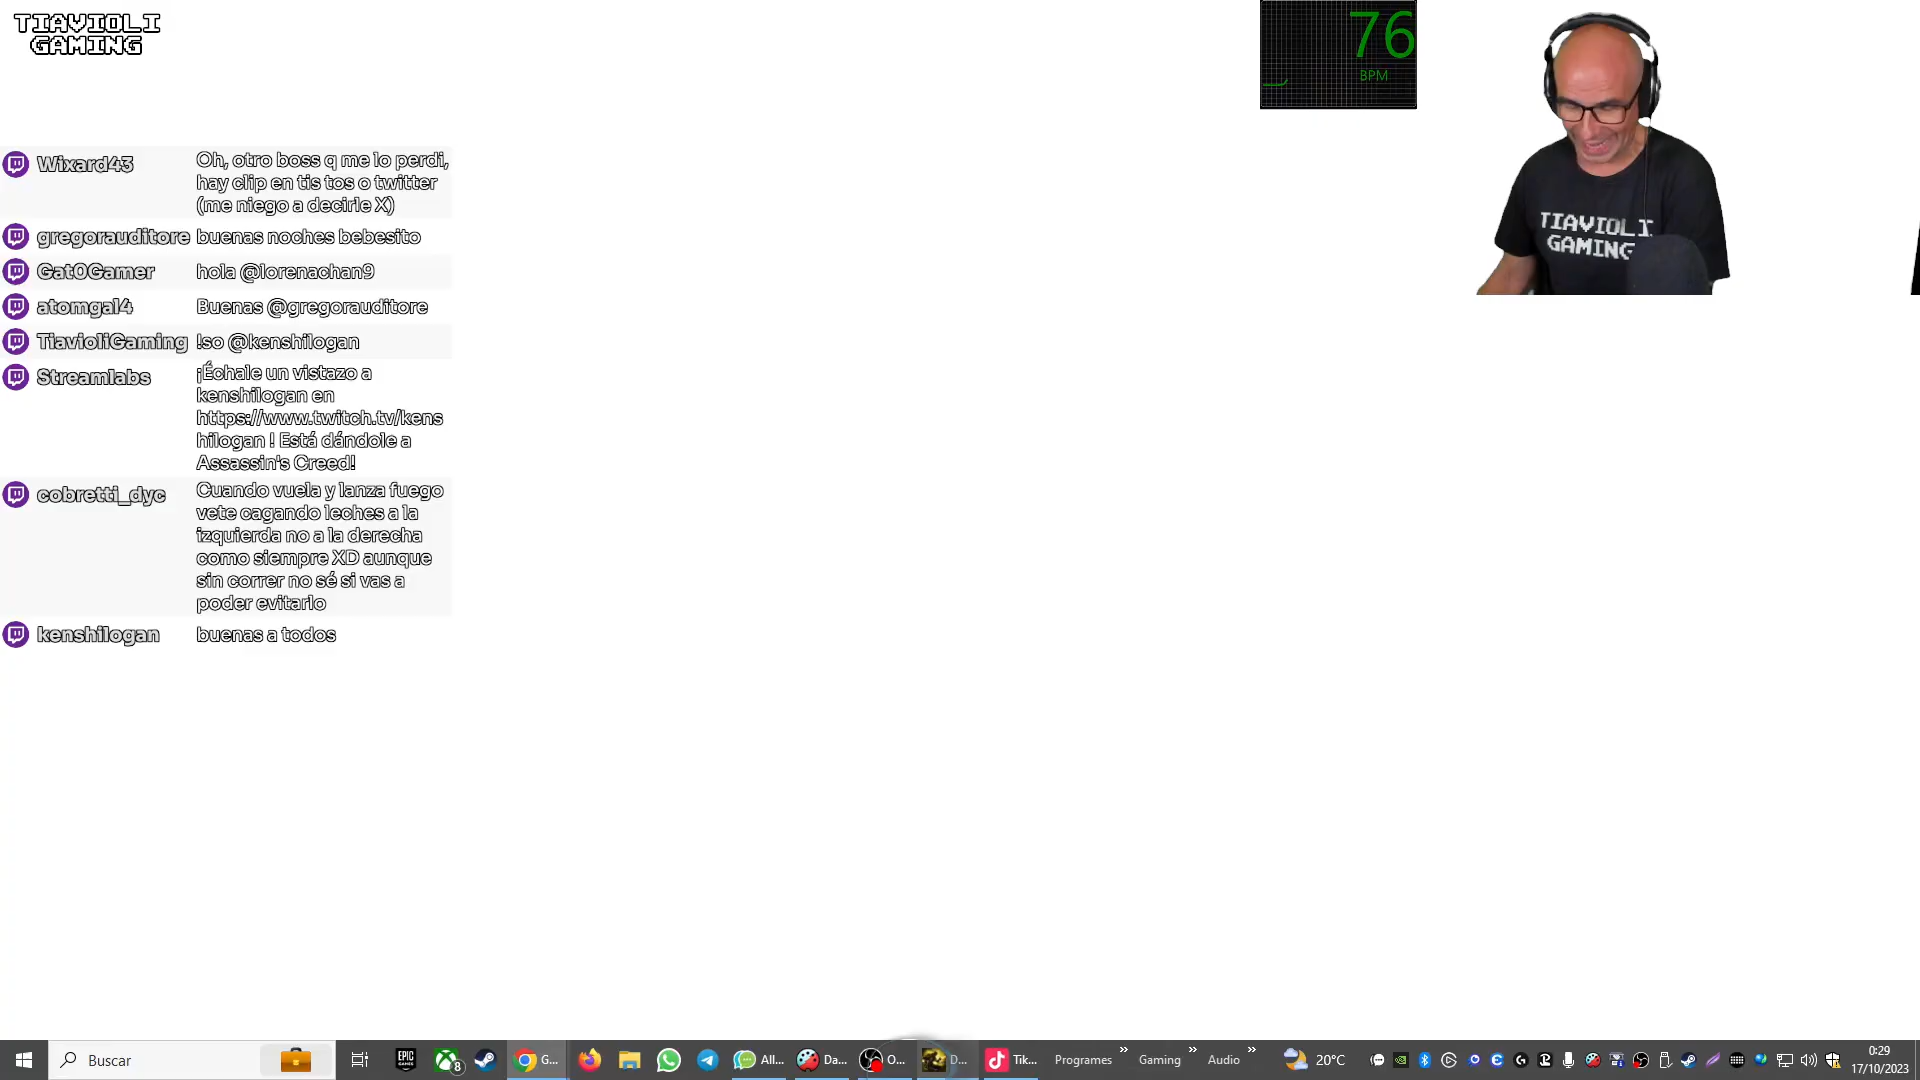 TIAVIOLI
GAMING
76
BPM
TIAVIOLI
GAMING
Wixard43 Oh, otro boss q me lo perdi,
hay clip en tis tos o twitter
(me niego a decirle X)
gregorauditore buenas noches bebesito
Gat0Gamer hola @lorenachan9
atomgal4 Buenas @gregorauditore
TiavioliGaming !so @kenshilogan
Streamlabs ¡Échale un vistazo a
kenshilogan en
https://www.twitch.tv/kens
hilogan ! Está dándole a
Assassin's Creed!
cobretti_dyc Cuando vuela y lanza fuego
vete cagando leches a la
izquierda no a la derecha
como siempre XD aunque
sin correr no sé si vas a
poder evitarlo
kenshilogan buenas a todos
Buscar EPIC GAMES 8 G... All... Da... O... D... Tik... Programes » Gaming » Audio » 20°C 0:29
17/10/2023